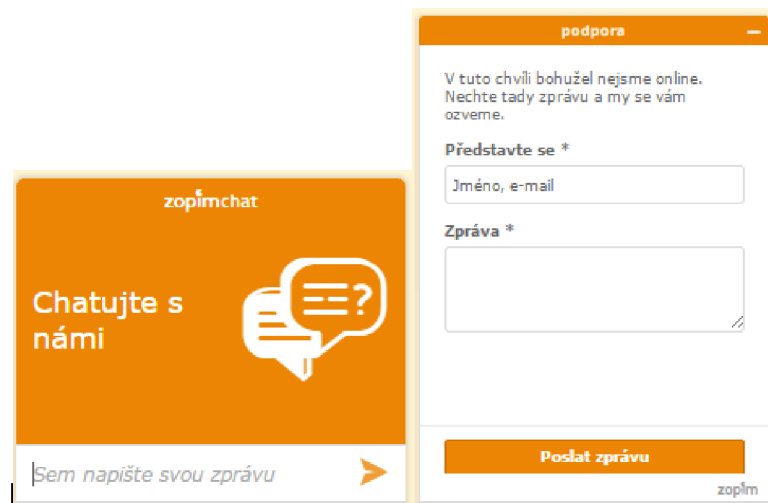 zopimchat
Chatujte s
námi
?
Sem napište svou zprávu
podpora
V tuto chvíli bohužel nejsme online.
Nechte tady zprávu a my se vám
ozveme.
Představte se *
Jméno, e-mail
Zpráva *
Poslat zprávu
zopim